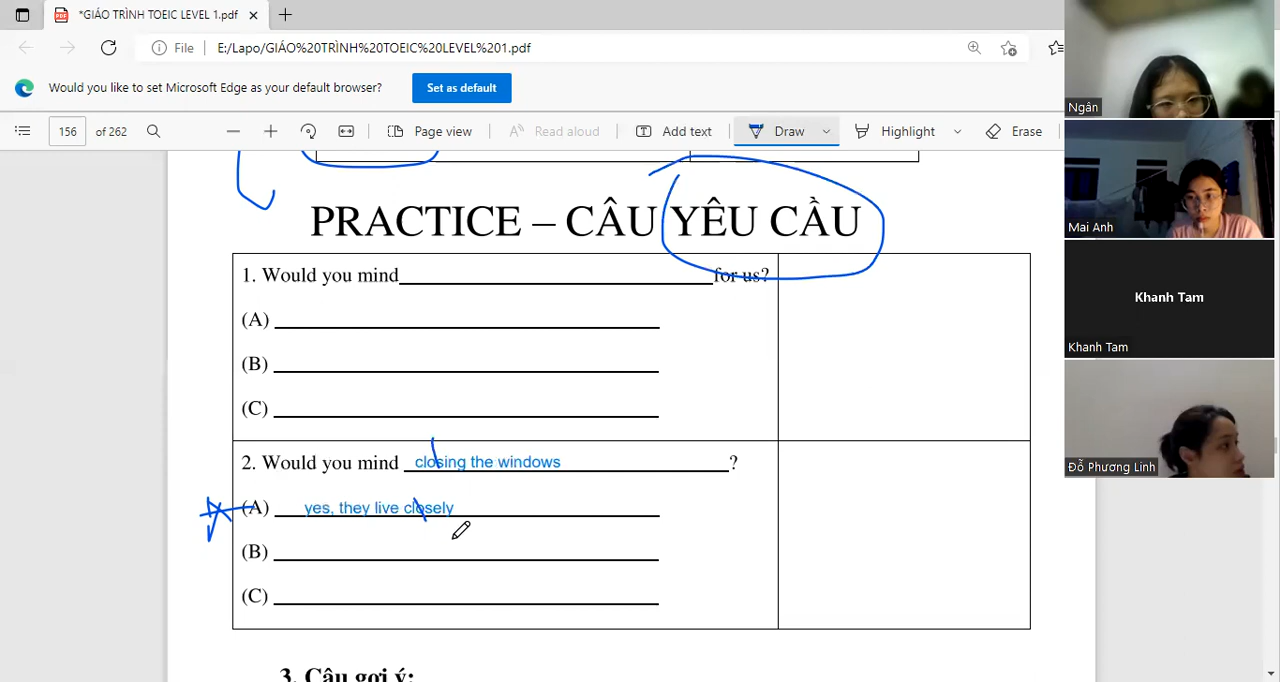 *GIÁO TRÌNH TOEIC LEVEL 1.pdf
File E:/Lapo/GIÁO%20TRÌNH%20TOEIC%20LEVEL%201.pdf
Would you like to set Microsoft Edge as your default browser? Set as default
156 of 262 Page view Read aloud Add text Draw Highlight Erase
PRACTICE – CÂU YÊU CẦU
1. Would you mind for us?
(A)
(B)
(C)
2. Would you mind closing the windows ?
(A) yes, they live closely
(B)
(C)
3. Câu gợi ý:
Ngân
Mai Anh
Khanh Tam
Khanh Tam
Đỗ Phương Linh